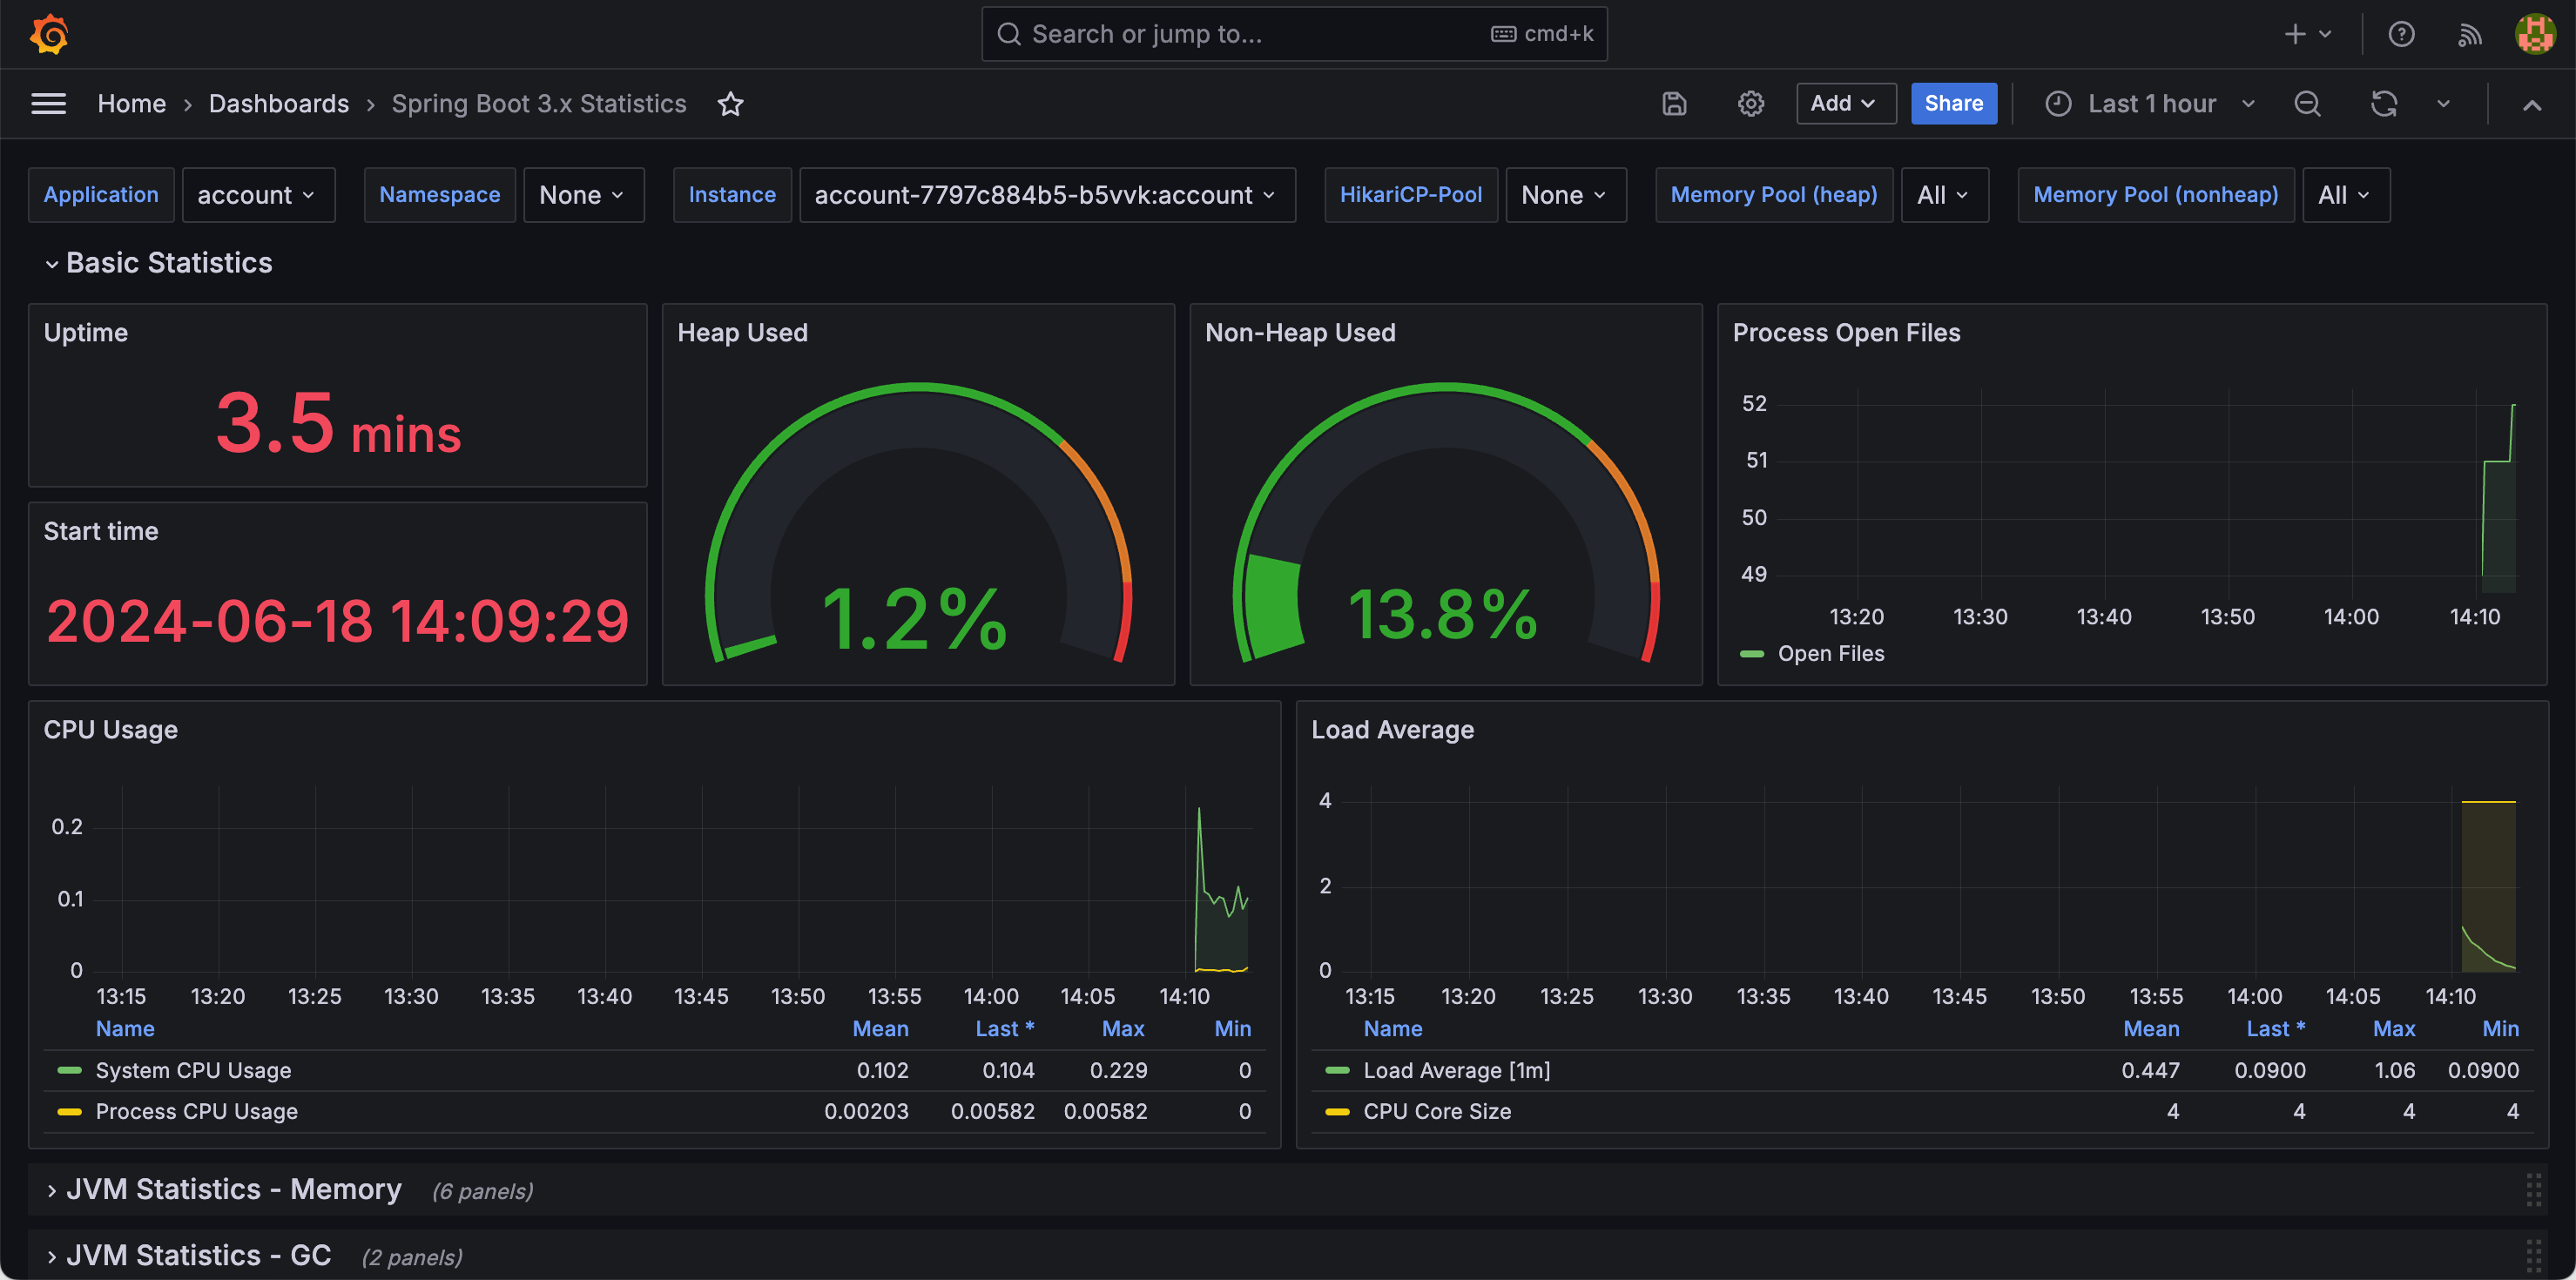 Search or jump to... cmd+k
Home › Dashboards › Spring Boot 3.x Statistics Add Share Last 1 hour
Application account Namespace None Instance account-7797c884b5-b5vvk:account HikariCP-Pool None Memory Pool (heap) All Memory Pool (nonheap) All
Basic Statistics
Uptime
3.5 mins
Start time
2024-06-18 14:09:29
Heap Used
1.2%
Non-Heap Used
13.8%
Process Open Files
52
51
50
49
13:20 13:30 13:40 13:50 14:00 14:10
Open Files
CPU Usage
0.2
0.1
0
13:15 13:20 13:25 13:30 13:35 13:40 13:45 13:50 13:55 14:00 14:05 14:10
Name Mean Last * Max Min
System CPU Usage 0.102 0.104 0.229 0
Process CPU Usage 0.00203 0.00582 0.00582 0
Load Average
4
2
0
13:15 13:20 13:25 13:30 13:35 13:40 13:45 13:50 13:55 14:00 14:05 14:10
Name Mean Last * Max Min
Load Average [1m] 0.447 0.0900 1.06 0.0900
CPU Core Size 4 4 4 4
JVM Statistics - Memory (6 panels)
JVM Statistics - GC (2 panels)